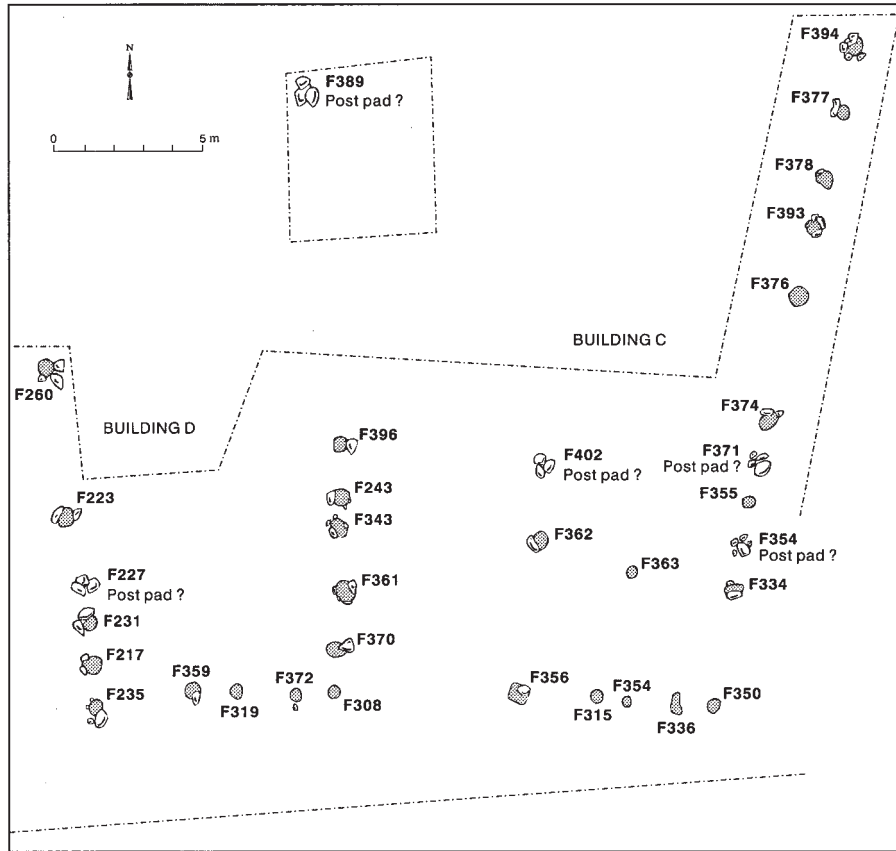 F394
N
F389
Post pad ?
F377
0
5 m
F378
F393
F376
BUILDING C
F260
BUILDING D
F374
F396
F402
Post pad ?
F371
Post pad ?
F355
F223
F243
F343
F362
F354
Post pad ?
F363
F227
Post pad ?
F361
F334
F231
F217
F370
F235
F359
F319
F372
F308
F356
F315
F354
F336
F350